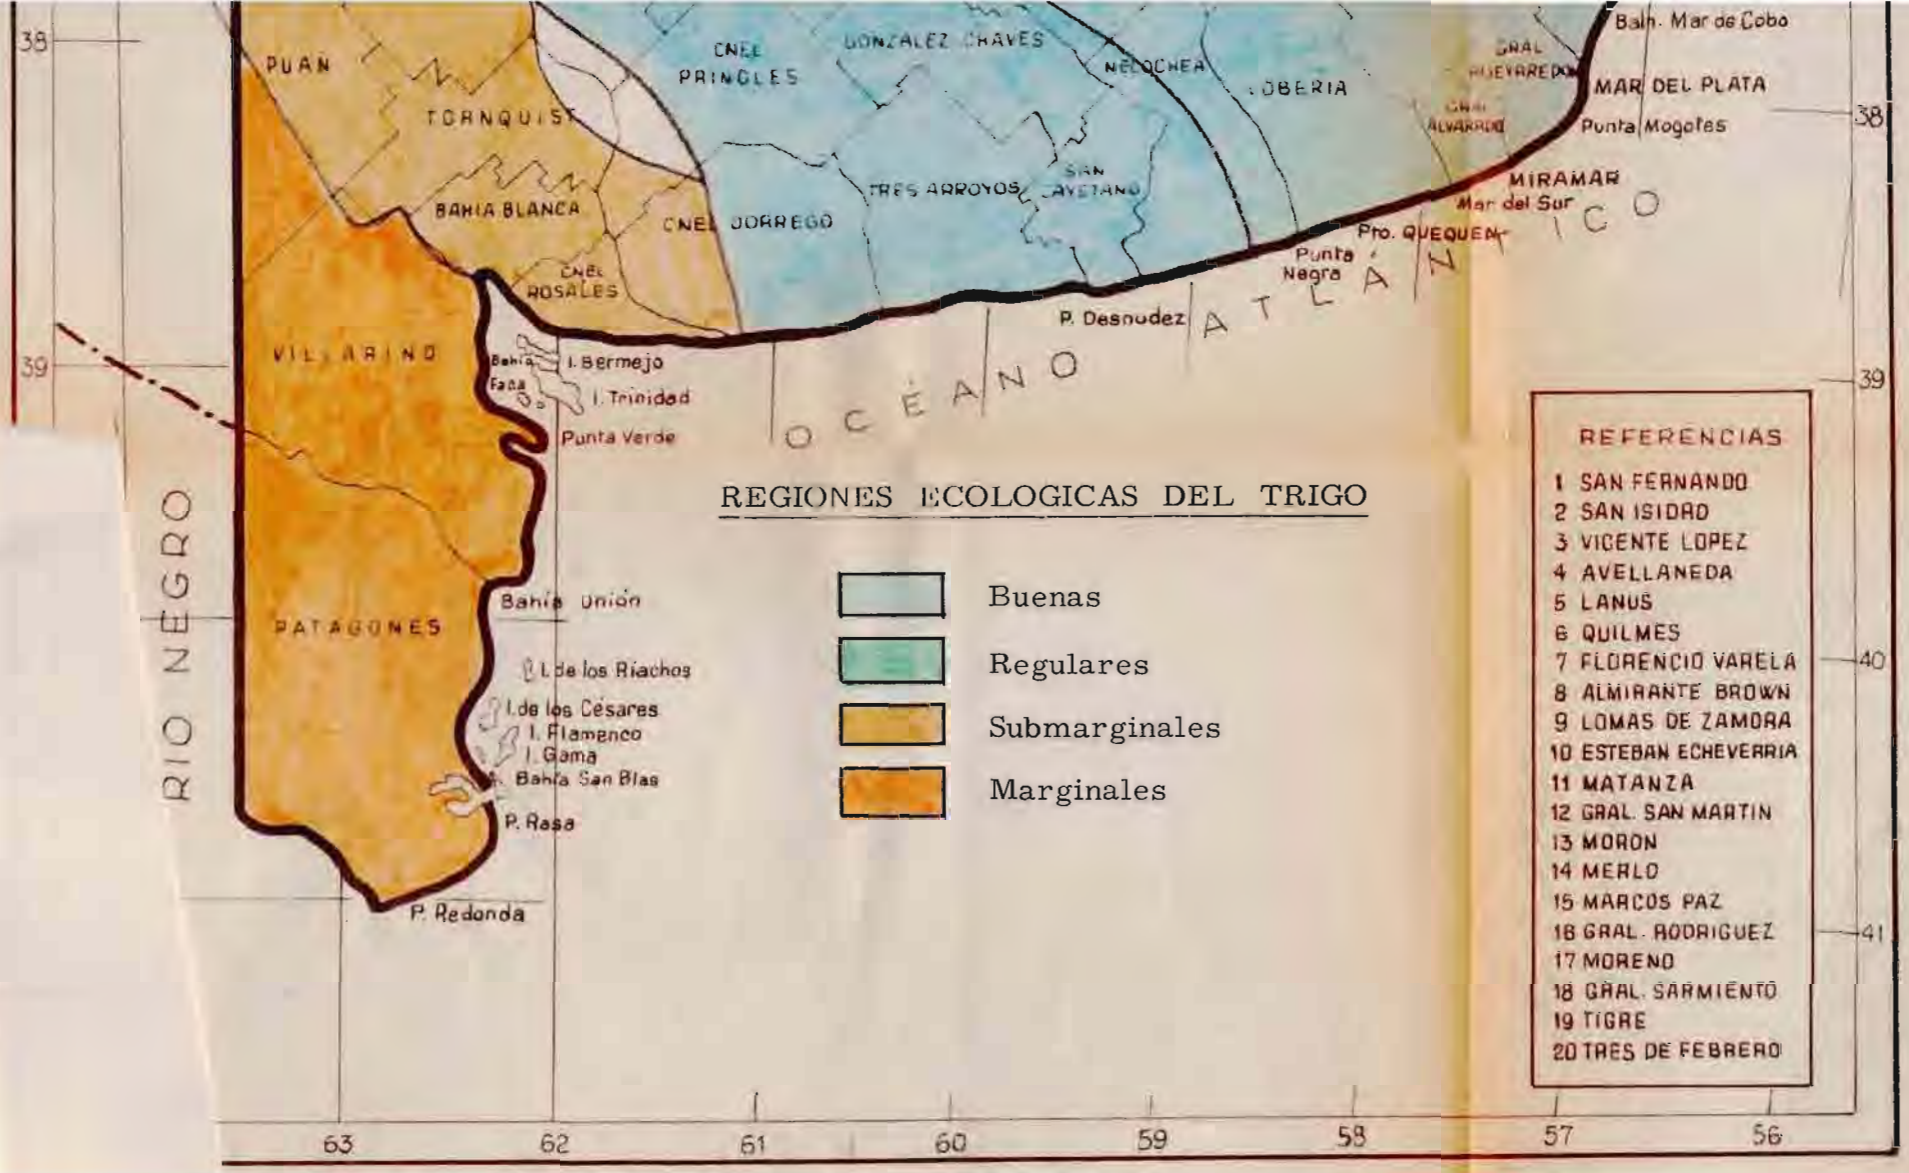 38
PUAN
TORNQUIST
CNEL
PRINGLES
GONZALEZ CHAVES
NECOCHEA
LOBERIA
GRAL
PUEYRREDON
GRAL
ALVARADO
Baln. Mar de Cobo
MAR DEL PLATA
38
Punta Mogotes
MIRAMAR
Mar del Sur
Pto. QUEQUEN
Punta
Negra
P. Desnudez
BAHIA BLANCA
CNEL DORREGO
TRES ARROYOS
SAN
CAYETANO
CNEL
ROSALES
OCÉANO ATLÁNTICO
39
VILLARINO
Bahía
I. Bermejo
I. Trinidad
Punta Verde
39
RIO NEGRO
PATAGONES
Bahía Unión
I. de los Riachos
I. de los Césares
I. Flamenco
I. Gama
Bahía San Blas
P. Rasa
P. Redonda
REGIONES ECOLOGICAS DEL TRIGO
Buenas
Regulares
Submarginales
Marginales
REFERENCIAS
1 SAN FERNANDO
2 SAN ISIDRO
3 VICENTE LOPEZ
4 AVELLANEDA
5 LANUS
6 QUILMES
7 FLORENCIO VARELA
8 ALMIRANTE BROWN
9 LOMAS DE ZAMORA
10 ESTEBAN ECHEVERRIA
11 MATANZA
12 GRAL. SAN MARTIN
13 MORON
14 MERLO
15 MARCOS PAZ
16 GRAL. RODRIGUEZ
17 MORENO
18 GRAL. SARMIENTO
19 TIGRE
20 TRES DE FEBRERO
40
41
63 62 61 60 59 58 57 56